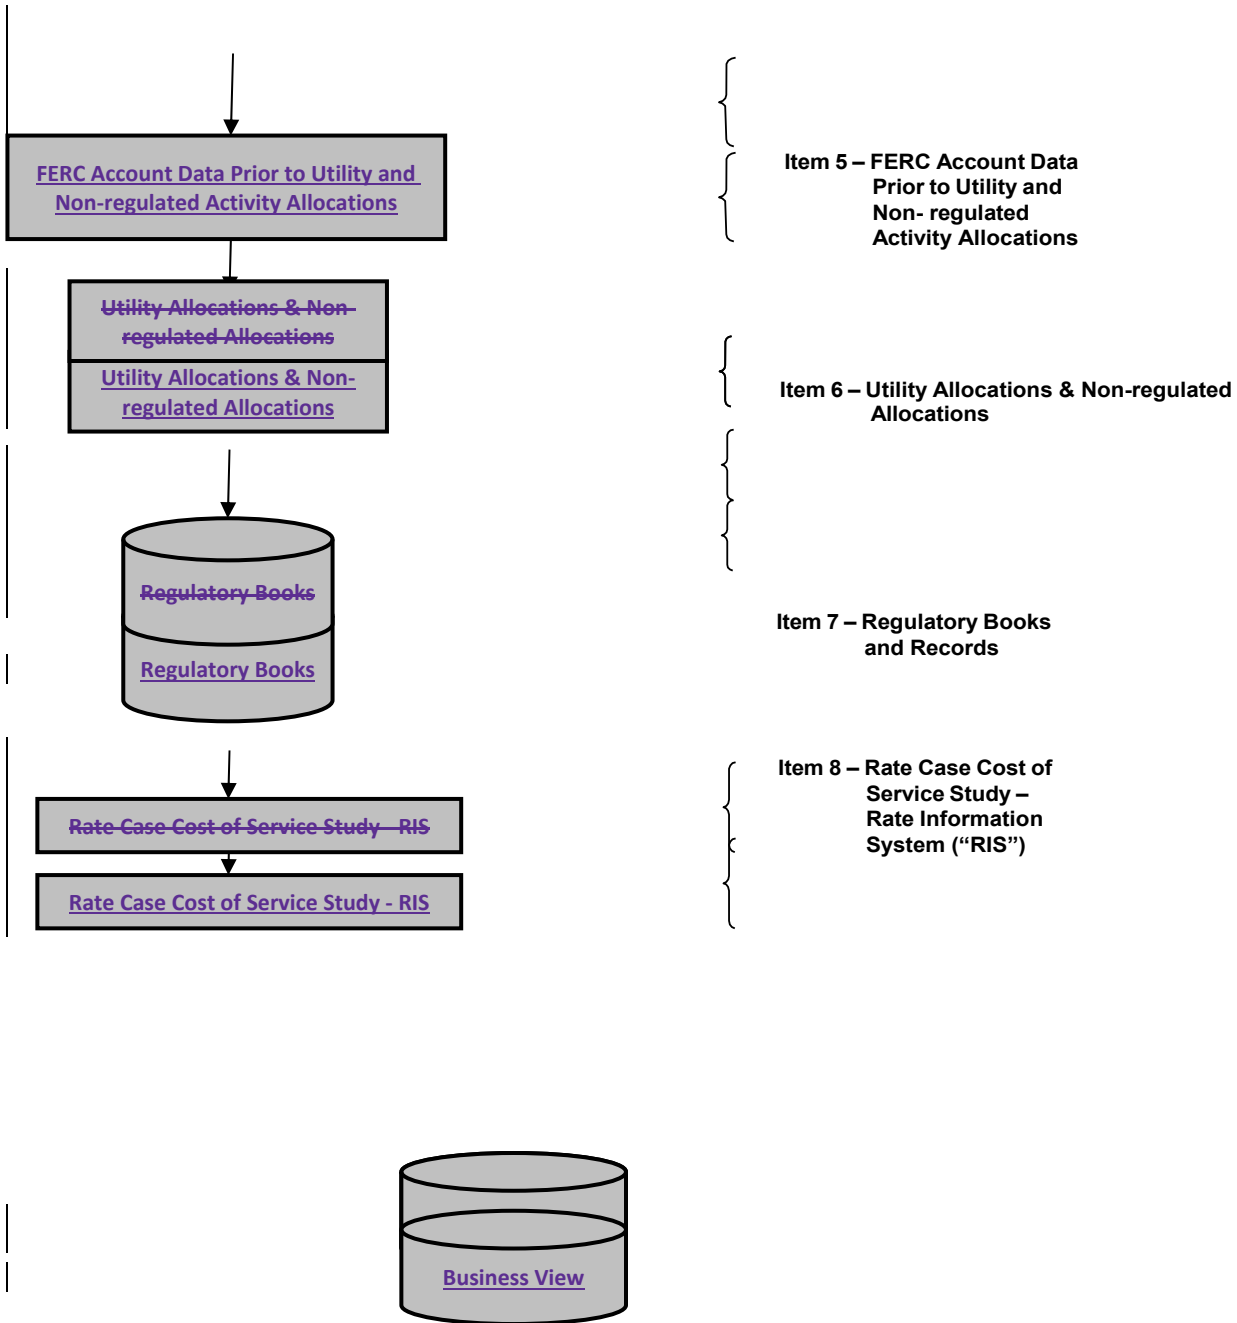 FERC Account Data Prior to Utility and
Non-regulated Activity Allocations
Item 5 – FERC Account Data
Prior to Utility and
Non- regulated
Activity Allocations
Utility Allocations & Non-
regulated Allocations
Utility Allocations & Non-
regulated Allocations
Item 6 – Utility Allocations & Non-regulated
Allocations
Regulatory Books
Regulatory Books
Item 7 – Regulatory Books
and Records
Rate Case Cost of Service Study - RIS
Rate Case Cost of Service Study - RIS
Item 8 – Rate Case Cost of
Service Study –
Rate Information
System (“RIS”)
Business View